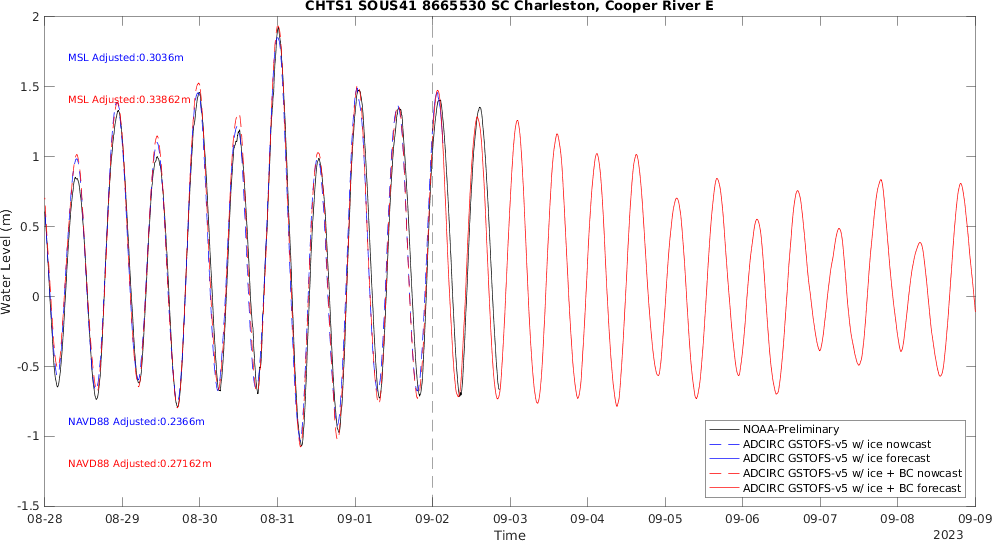 CHTS1 SOUS41 8665530 SC Charleston, Cooper River E
2
1.5
1
0.5
0
-0.5
-1
-1.5
Water Level (m)
MSL Adjusted:0.3036m
MSL Adjusted:0.33862m
NAVD88 Adjusted:0.2366m
NAVD88 Adjusted:0.27162m
NOAA-Preliminary
ADCIRC GSTOFS-v5 w/ ice nowcast
ADCIRC GSTOFS-v5 w/ ice forecast
ADCIRC GSTOFS-v5 w/ ice + BC nowcast
ADCIRC GSTOFS-v5 w/ ice + BC forecast
08-28 08-29 08-30 08-31 09-01 09-02 09-03 09-04 09-05 09-06 09-07 09-08 09-09
Time
2023